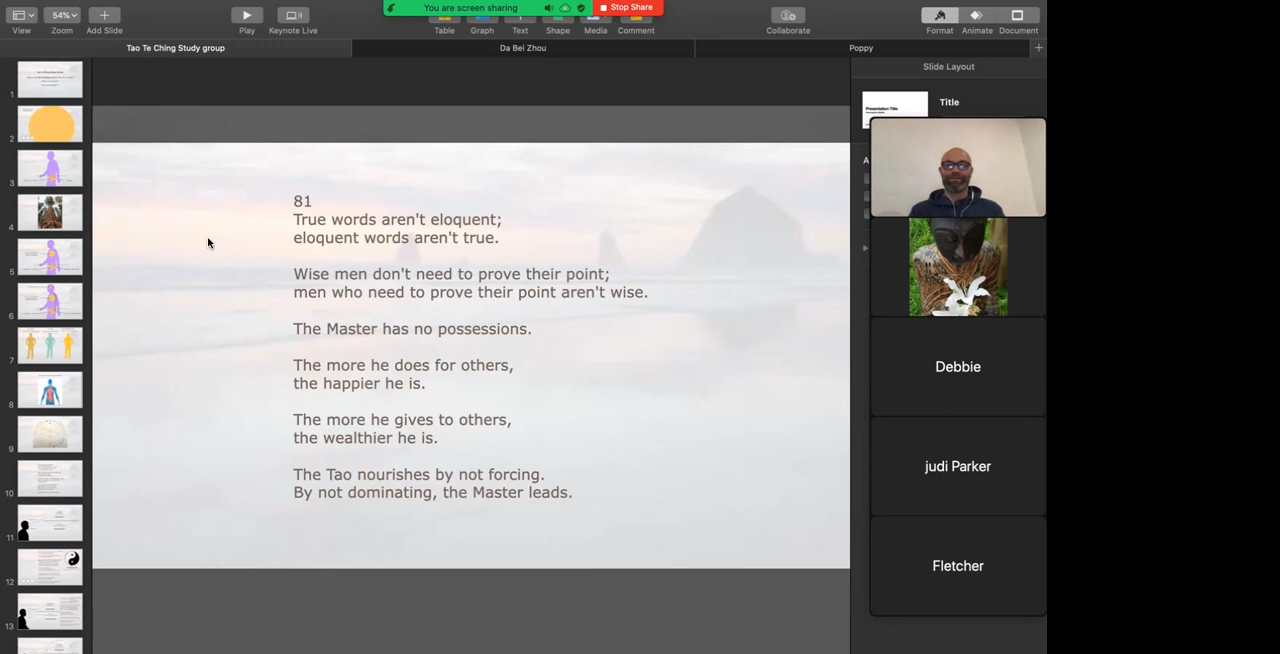 You are screen sharing
Stop Share
View
54%
Zoom
Add Slide
Play
Keynote Live
Table
Graph
Text
Shape
Media
Comment
Collaborate
Format
Animate
Document
Tao Te Ching Study group
Da Bei Zhou
Poppy
Slide Layout
Presentation Title
Title
1
2
3
4
5
6
7
8
9
10
11
12
13
81
True words aren't eloquent;
eloquent words aren't true.
Wise men don't need to prove their point;
men who need to prove their point aren't wise.
The Master has no possessions.
The more he does for others,
the happier he is.
The more he gives to others,
the wealthier he is.
The Tao nourishes by not forcing.
By not dominating, the Master leads.
Debbie
judi Parker
Fletcher